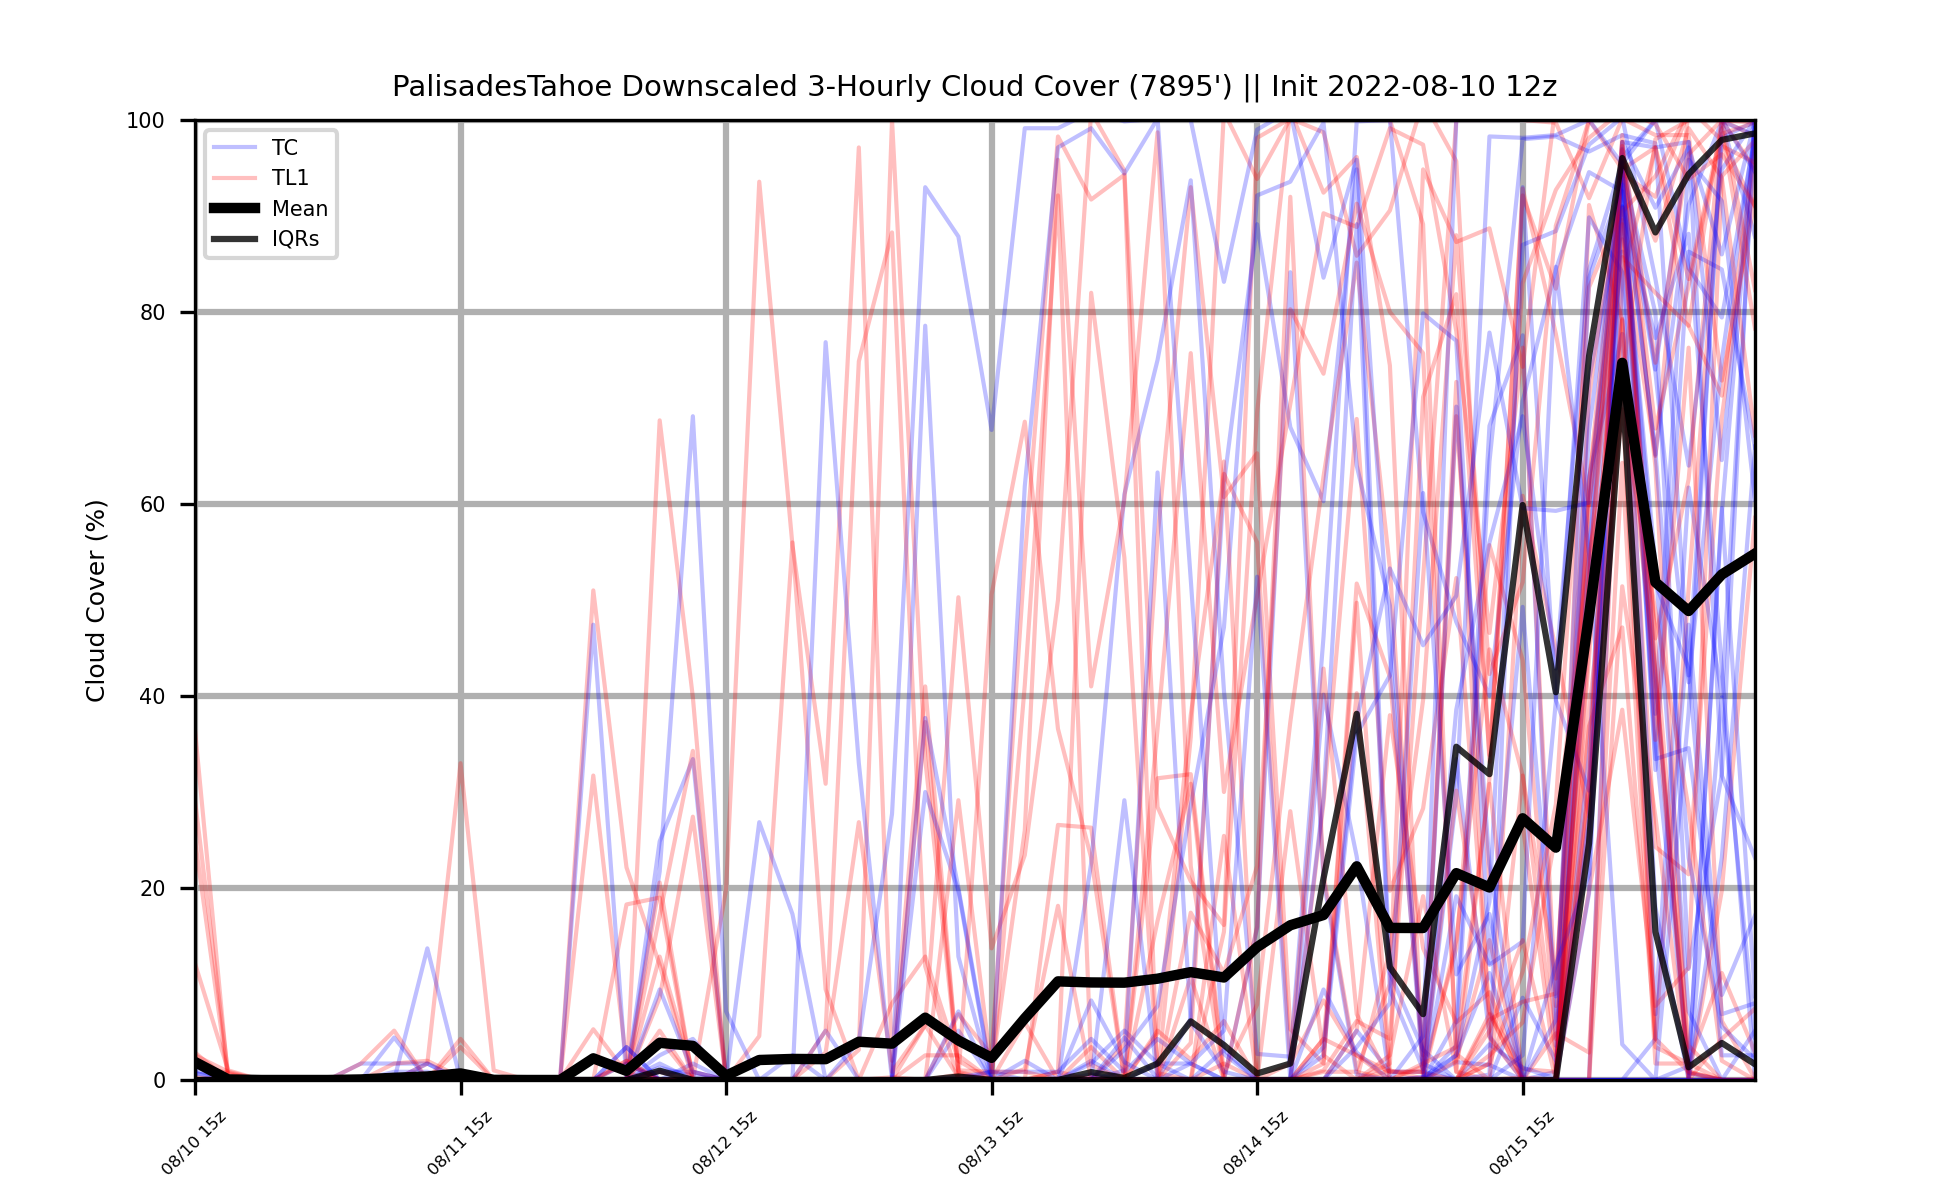 PalisadesTahoe Downscaled 3-Hourly Cloud Cover (7895') || Init 2022-08-10 12z
100
80
60
40
20
0
Cloud Cover (%)
TC
TL1
Mean
IQRs
08/10 15z
08/11 15z
08/12 15z
08/13 15z
08/14 15z
08/15 15z